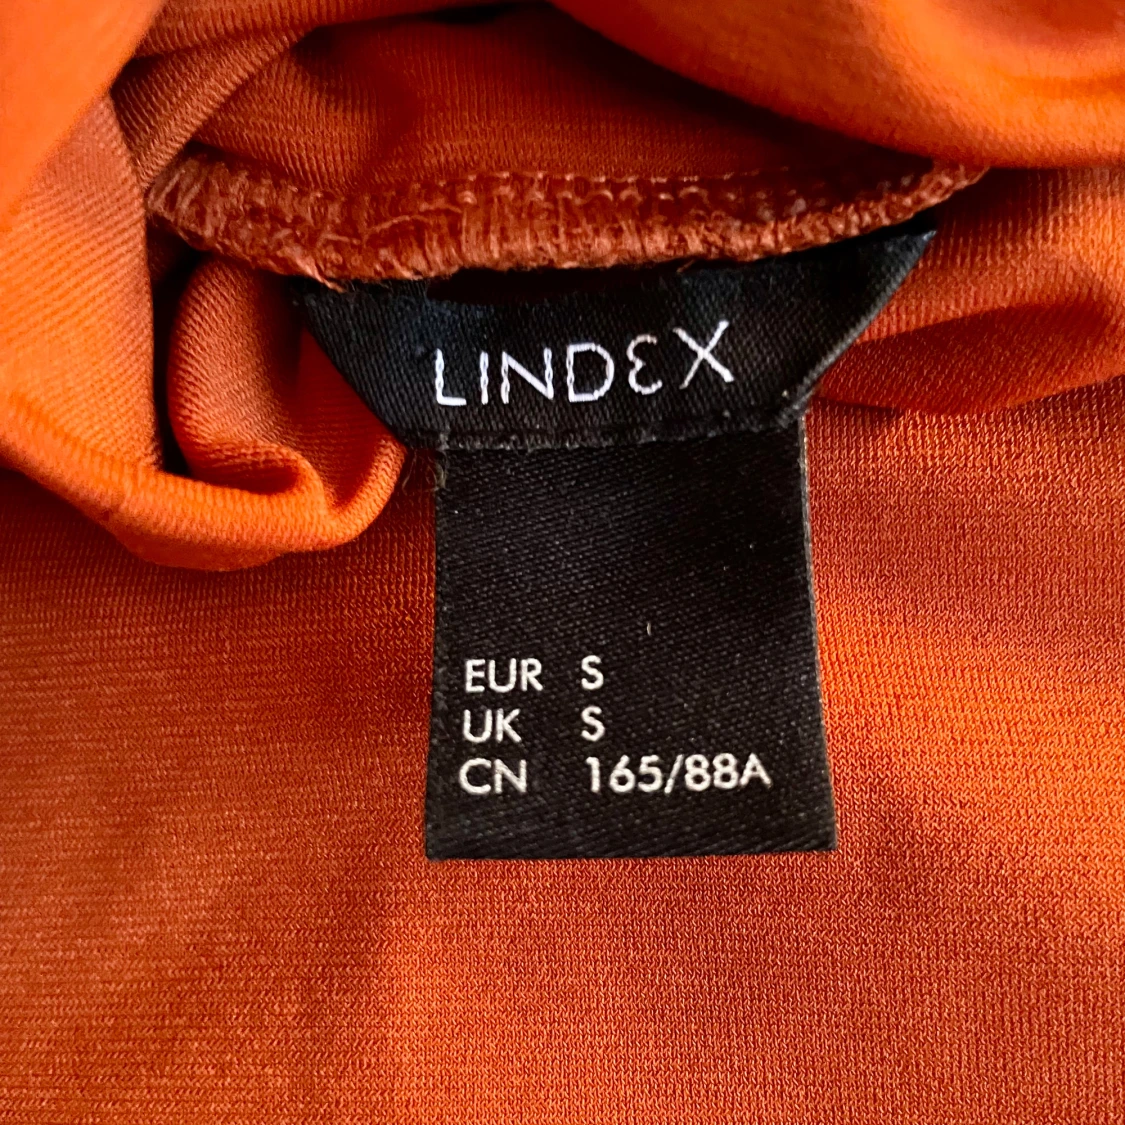 LINDEX
EUR S
UK S
CN 165/88A